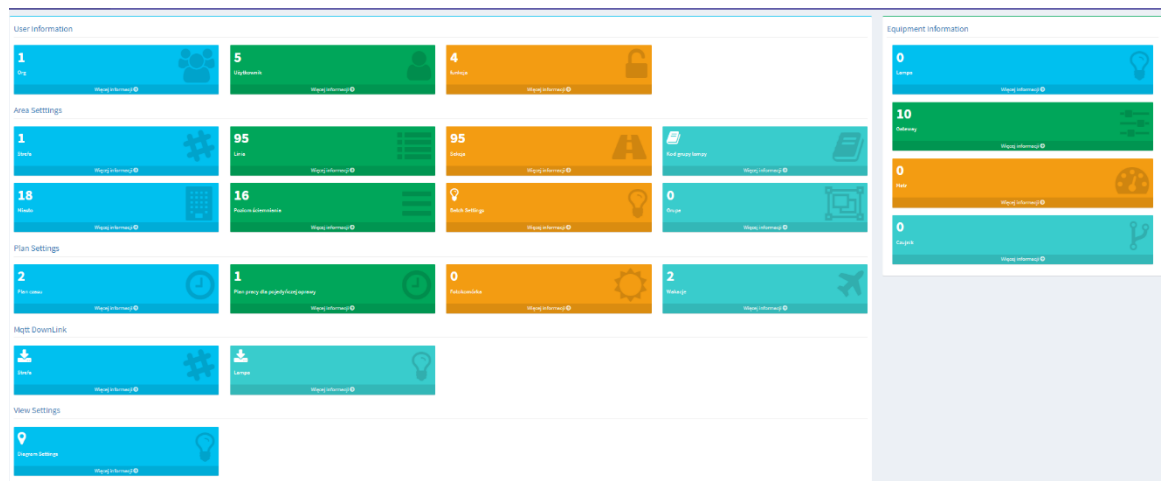 User Information
1
Org
Więcej informacji
5
Użytkownik
Więcej informacji
4
funkcja
Więcej informacji
Area Setttings
1
Strefa
Więcej informacji
95
Linia
Więcej informacji
95
Sekcja
Więcej informacji
Kod grupy lampy
Więcej informacji
18
Miasto
Więcej informacji
16
Poziom ściemniania
Więcej informacji
Batch Settings
Więcej informacji
0
Grupa
Więcej informacji
Plan Settings
2
Plan czasu
Więcej informacji
1
Plan pracy dla pojedyńczej oprawy
Więcej informacji
0
Więcej informacji
2
Wakacje
Więcej informacji
Mqtt DownLink
Strefa
Więcej informacji
Lampa
Więcej informacji
View Settings
Diagram Settings
Więcej informacji
Equipment Information
0
Lampa
Więcej informacji
10
Gateway
Więcej informacji
0
Więcej informacji
0
Czujnik
Więcej informacji